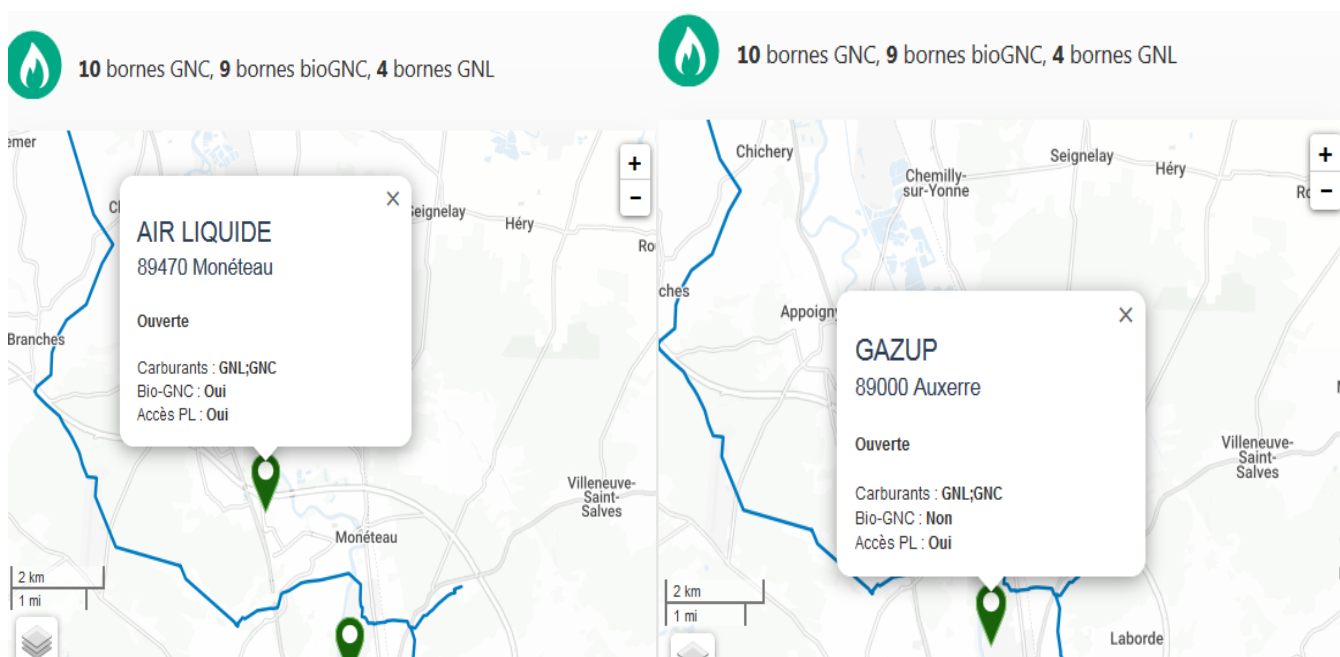 10 bornes GNC, 9 bornes bioGNC, 4 bornes GNL
emer
+
-
AIR LIQUIDE
89470 Monéteau
Ouverte
Carburants : GNL;GNC
Bio-GNC : Oui
Accès PL : Oui
Seignelay
Héry
Branches
Villeneuve-
Saint-
Salves
Monéteau
2 km
1 mi
10 bornes GNC, 9 bornes bioGNC, 4 bornes GNL
Chichery
Chemilly-
sur-Yonne
Seignelay
Héry
+
-
ches
Appoigny
GAZUP
89000 Auxerre
Ouverte
Carburants : GNL;GNC
Bio-GNC : Non
Accès PL : Oui
Villeneuve-
Saint-
Salves
2 km
1 mi
Laborde